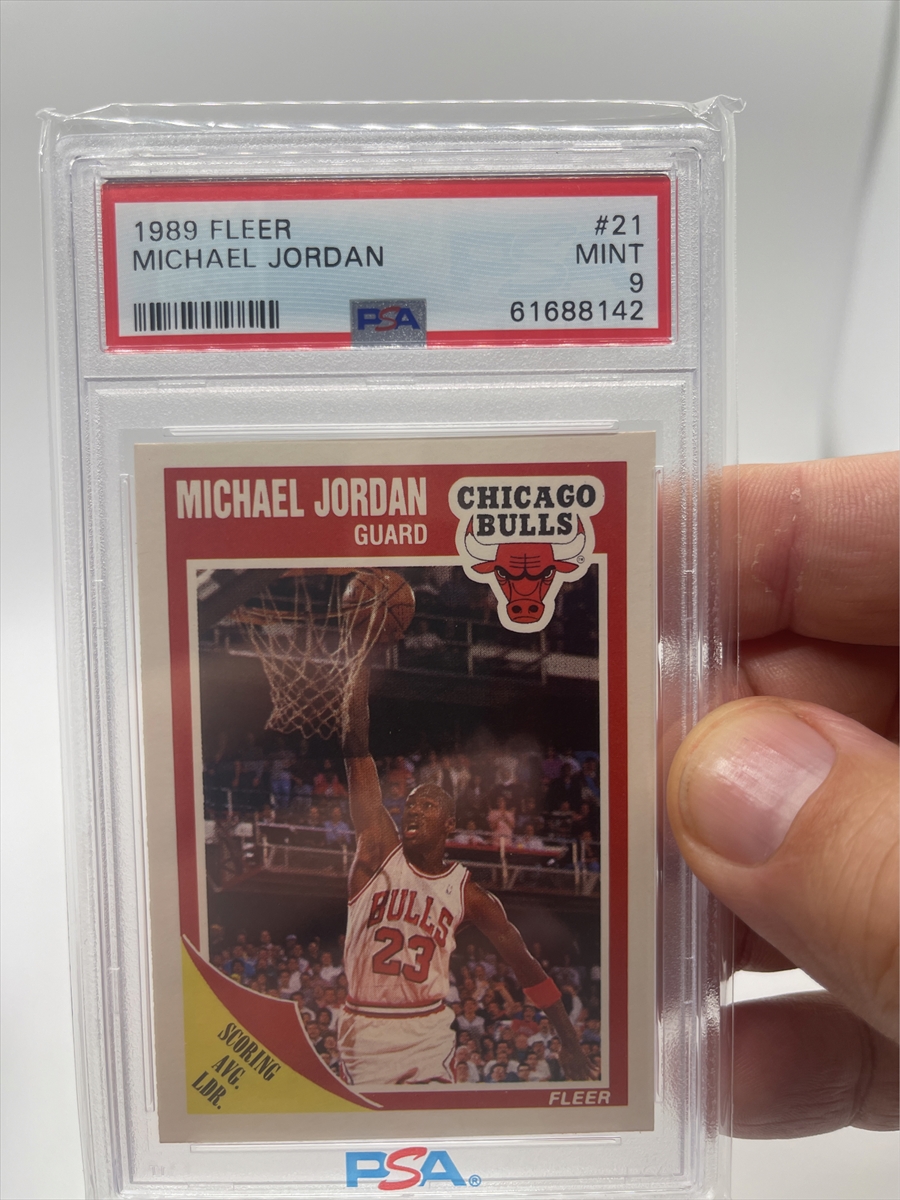 1989 FLEER
#21
MICHAEL JORDAN
MINT
9
61688142
PSA
MICHAEL JORDAN
GUARD
CHICAGO
BULLS
BULLS
23
SCORING
AVG.
LDR.
FLEER
PSA®